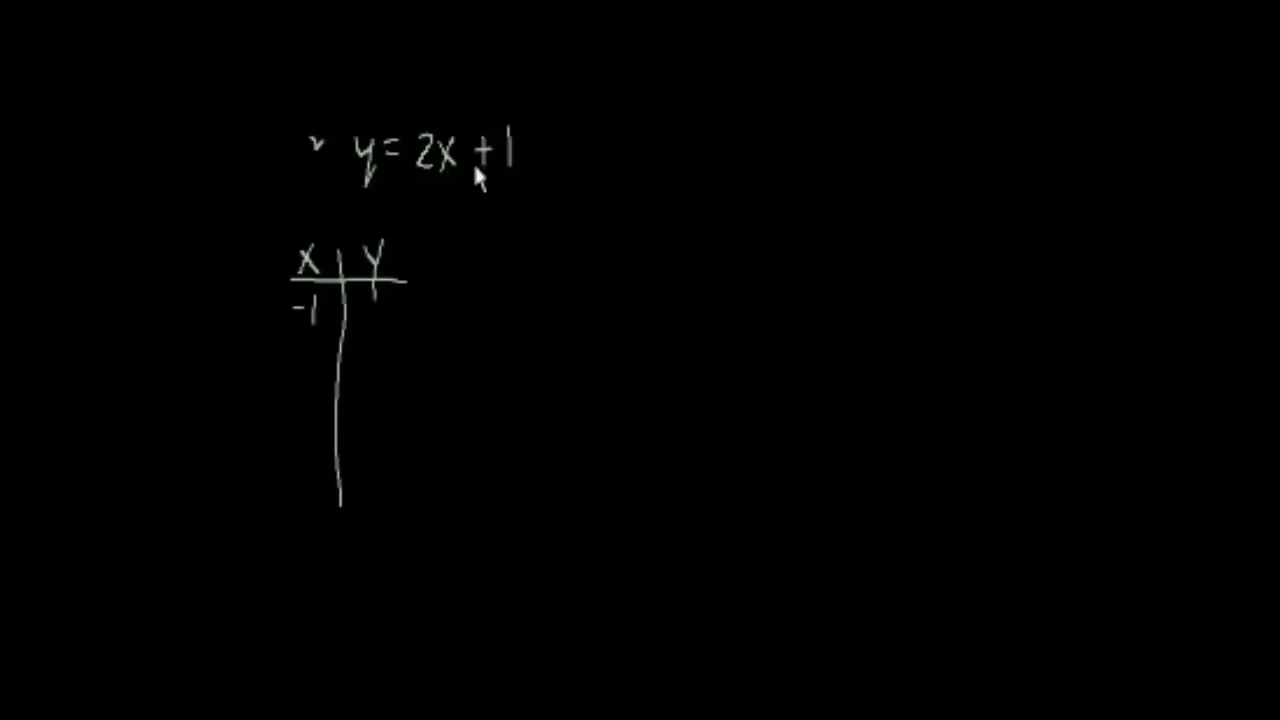 y = 2x + 1
X Y
-1